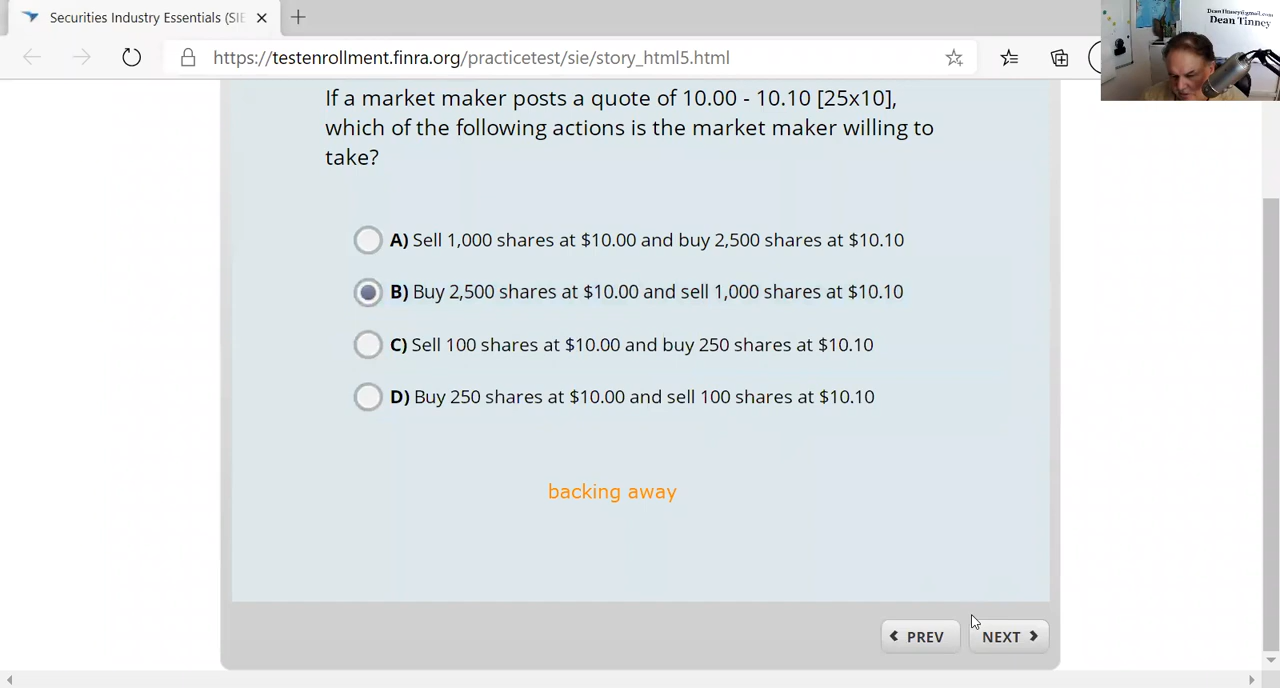 Securities Industry Essentials (SIE
https://testenrollment.finra.org/practicetest/sie/story_html5.html
DeanTinney@gmail.com
Dean Tinney
If a market maker posts a quote of 10.00 - 10.10 [25x10],
which of the following actions is the market maker willing to
take?
A) Sell 1,000 shares at $10.00 and buy 2,500 shares at $10.10
B) Buy 2,500 shares at $10.00 and sell 1,000 shares at $10.10
C) Sell 100 shares at $10.00 and buy 250 shares at $10.10
D) Buy 250 shares at $10.00 and sell 100 shares at $10.10
backing away
PREV
NEXT